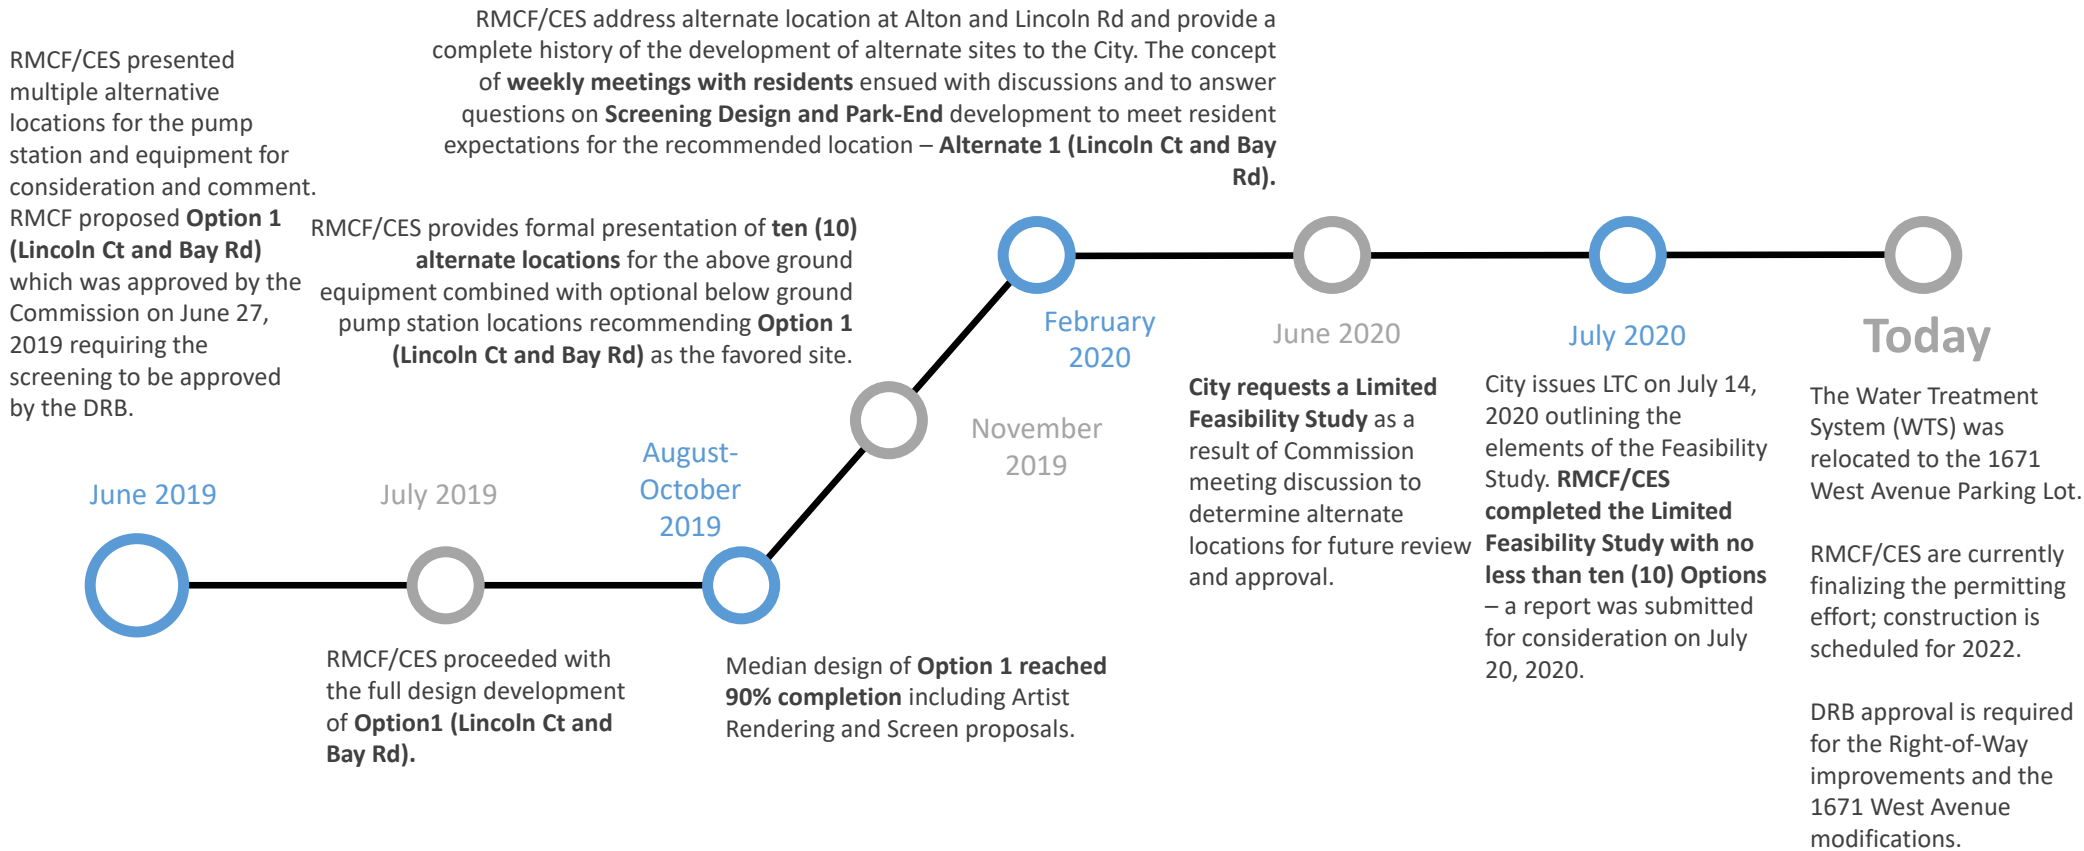 RMCF/CES presented
multiple alternative
locations for the pump
station and equipment for
consideration and comment.
RMCF proposed Option 1
(Lincoln Ct and Bay Rd)
which was approved by the
Commission on June 27,
2019 requiring the
screening to be approved
by the DRB.
June 2019
July 2019
RMCF/CES proceeded with
the full design development
of Option1 (Lincoln Ct and
Bay Rd).
August-
October
2019
Median design of Option 1 reached
90% completion including Artist
Rendering and Screen proposals.
RMCF/CES provides formal presentation of ten (10)
alternate locations for the above ground
equipment combined with optional below ground
pump station locations recommending Option 1
(Lincoln Ct and Bay Rd) as the favored site.
November
2019
RMCF/CES address alternate location at Alton and Lincoln Rd and provide a
complete history of the development of alternate sites to the City. The concept
of weekly meetings with residents ensued with discussions and to answer
questions on Screening Design and Park-End development to meet resident
expectations for the recommended location – Alternate 1 (Lincoln Ct and Bay
Rd).
February
2020
June 2020
City requests a Limited
Feasibility Study as a
result of Commission
meeting discussion to
determine alternate
locations for future review
and approval.
July 2020
City issues LTC on July 14,
2020 outlining the
elements of the Feasibility
Study. RMCF/CES
completed the Limited
Feasibility Study with no
less than ten (10) Options
– a report was submitted
for consideration on July
20, 2020.
Today
The Water Treatment
System (WTS) was
relocated to the 1671
West Avenue Parking Lot.
RMCF/CES are currently
finalizing the permitting
effort; construction is
scheduled for 2022.
DRB approval is required
for the Right-of-Way
improvements and the
1671 West Avenue
modifications.